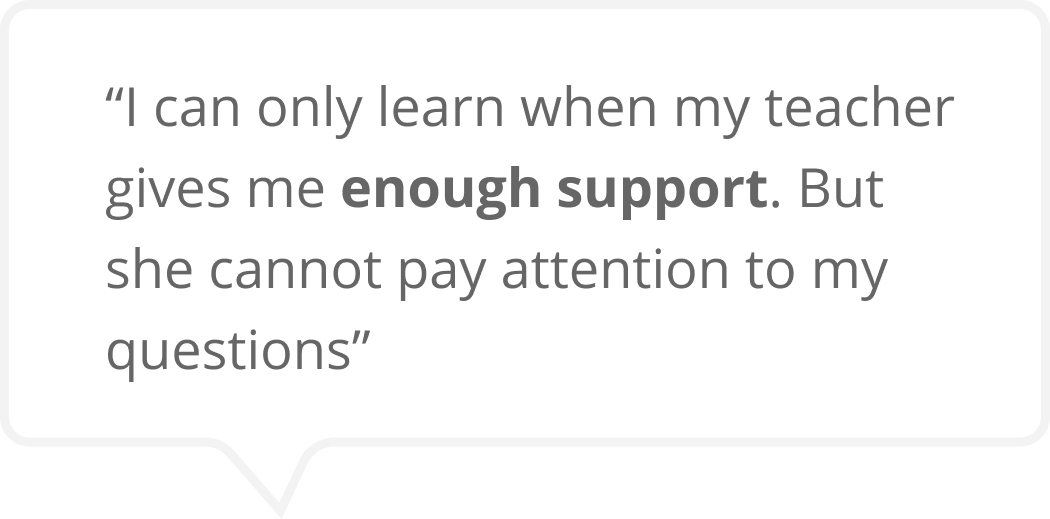 “I can only learn when my teacher
gives me enough support. But
she cannot pay attention to my
questions”